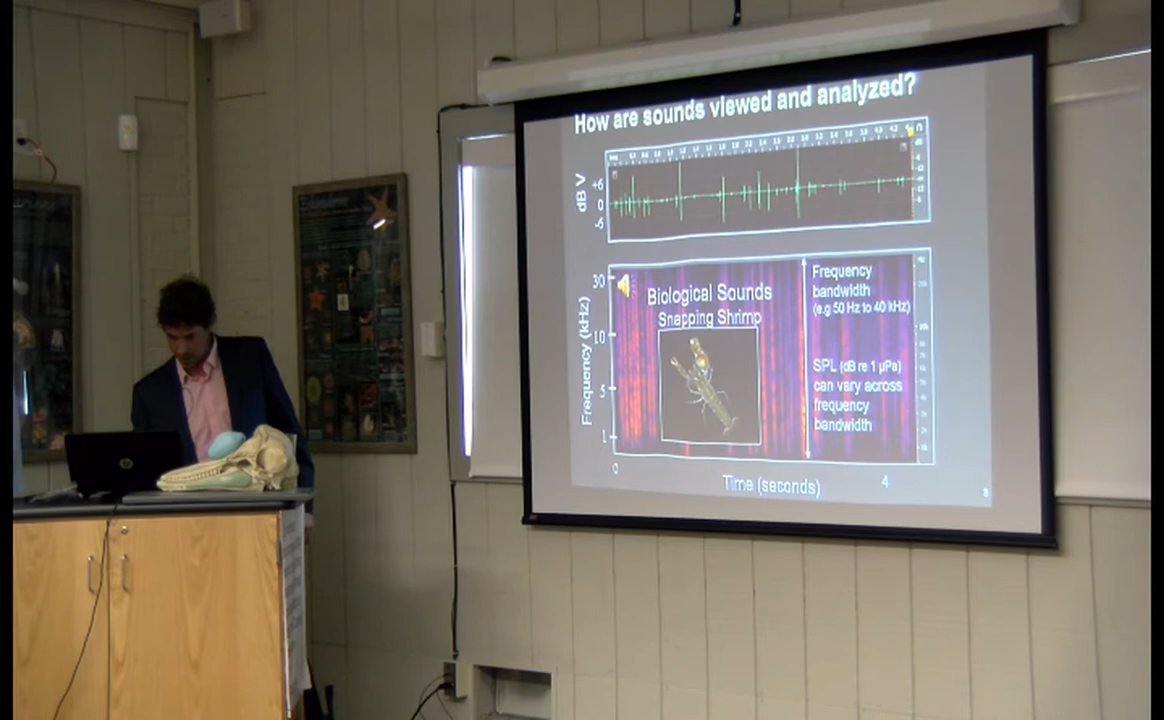 How are sounds viewed and analyzed?
dB V
+6
0
-6
Frequency (kHz)
30
10
5
1
Biological Sounds
Snapping Shrimp
Frequency
bandwidth
(e.g 50 Hz to 40 kHz)
SPL (dB re 1 µPa)
can vary across
frequency
bandwidth
0
Time (seconds)
4
8
hp